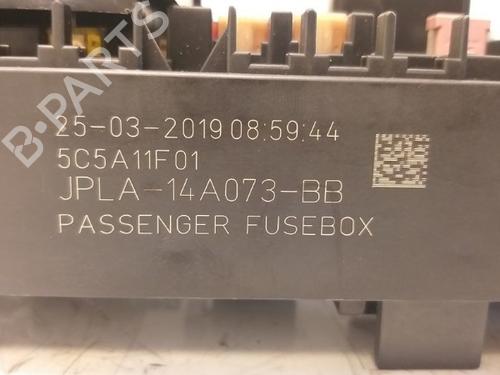 25-03-2019 08:59:44
5C5A11F01
JPLA-14A073-BB
PASSENGER FUSEBOX
B-PARTS